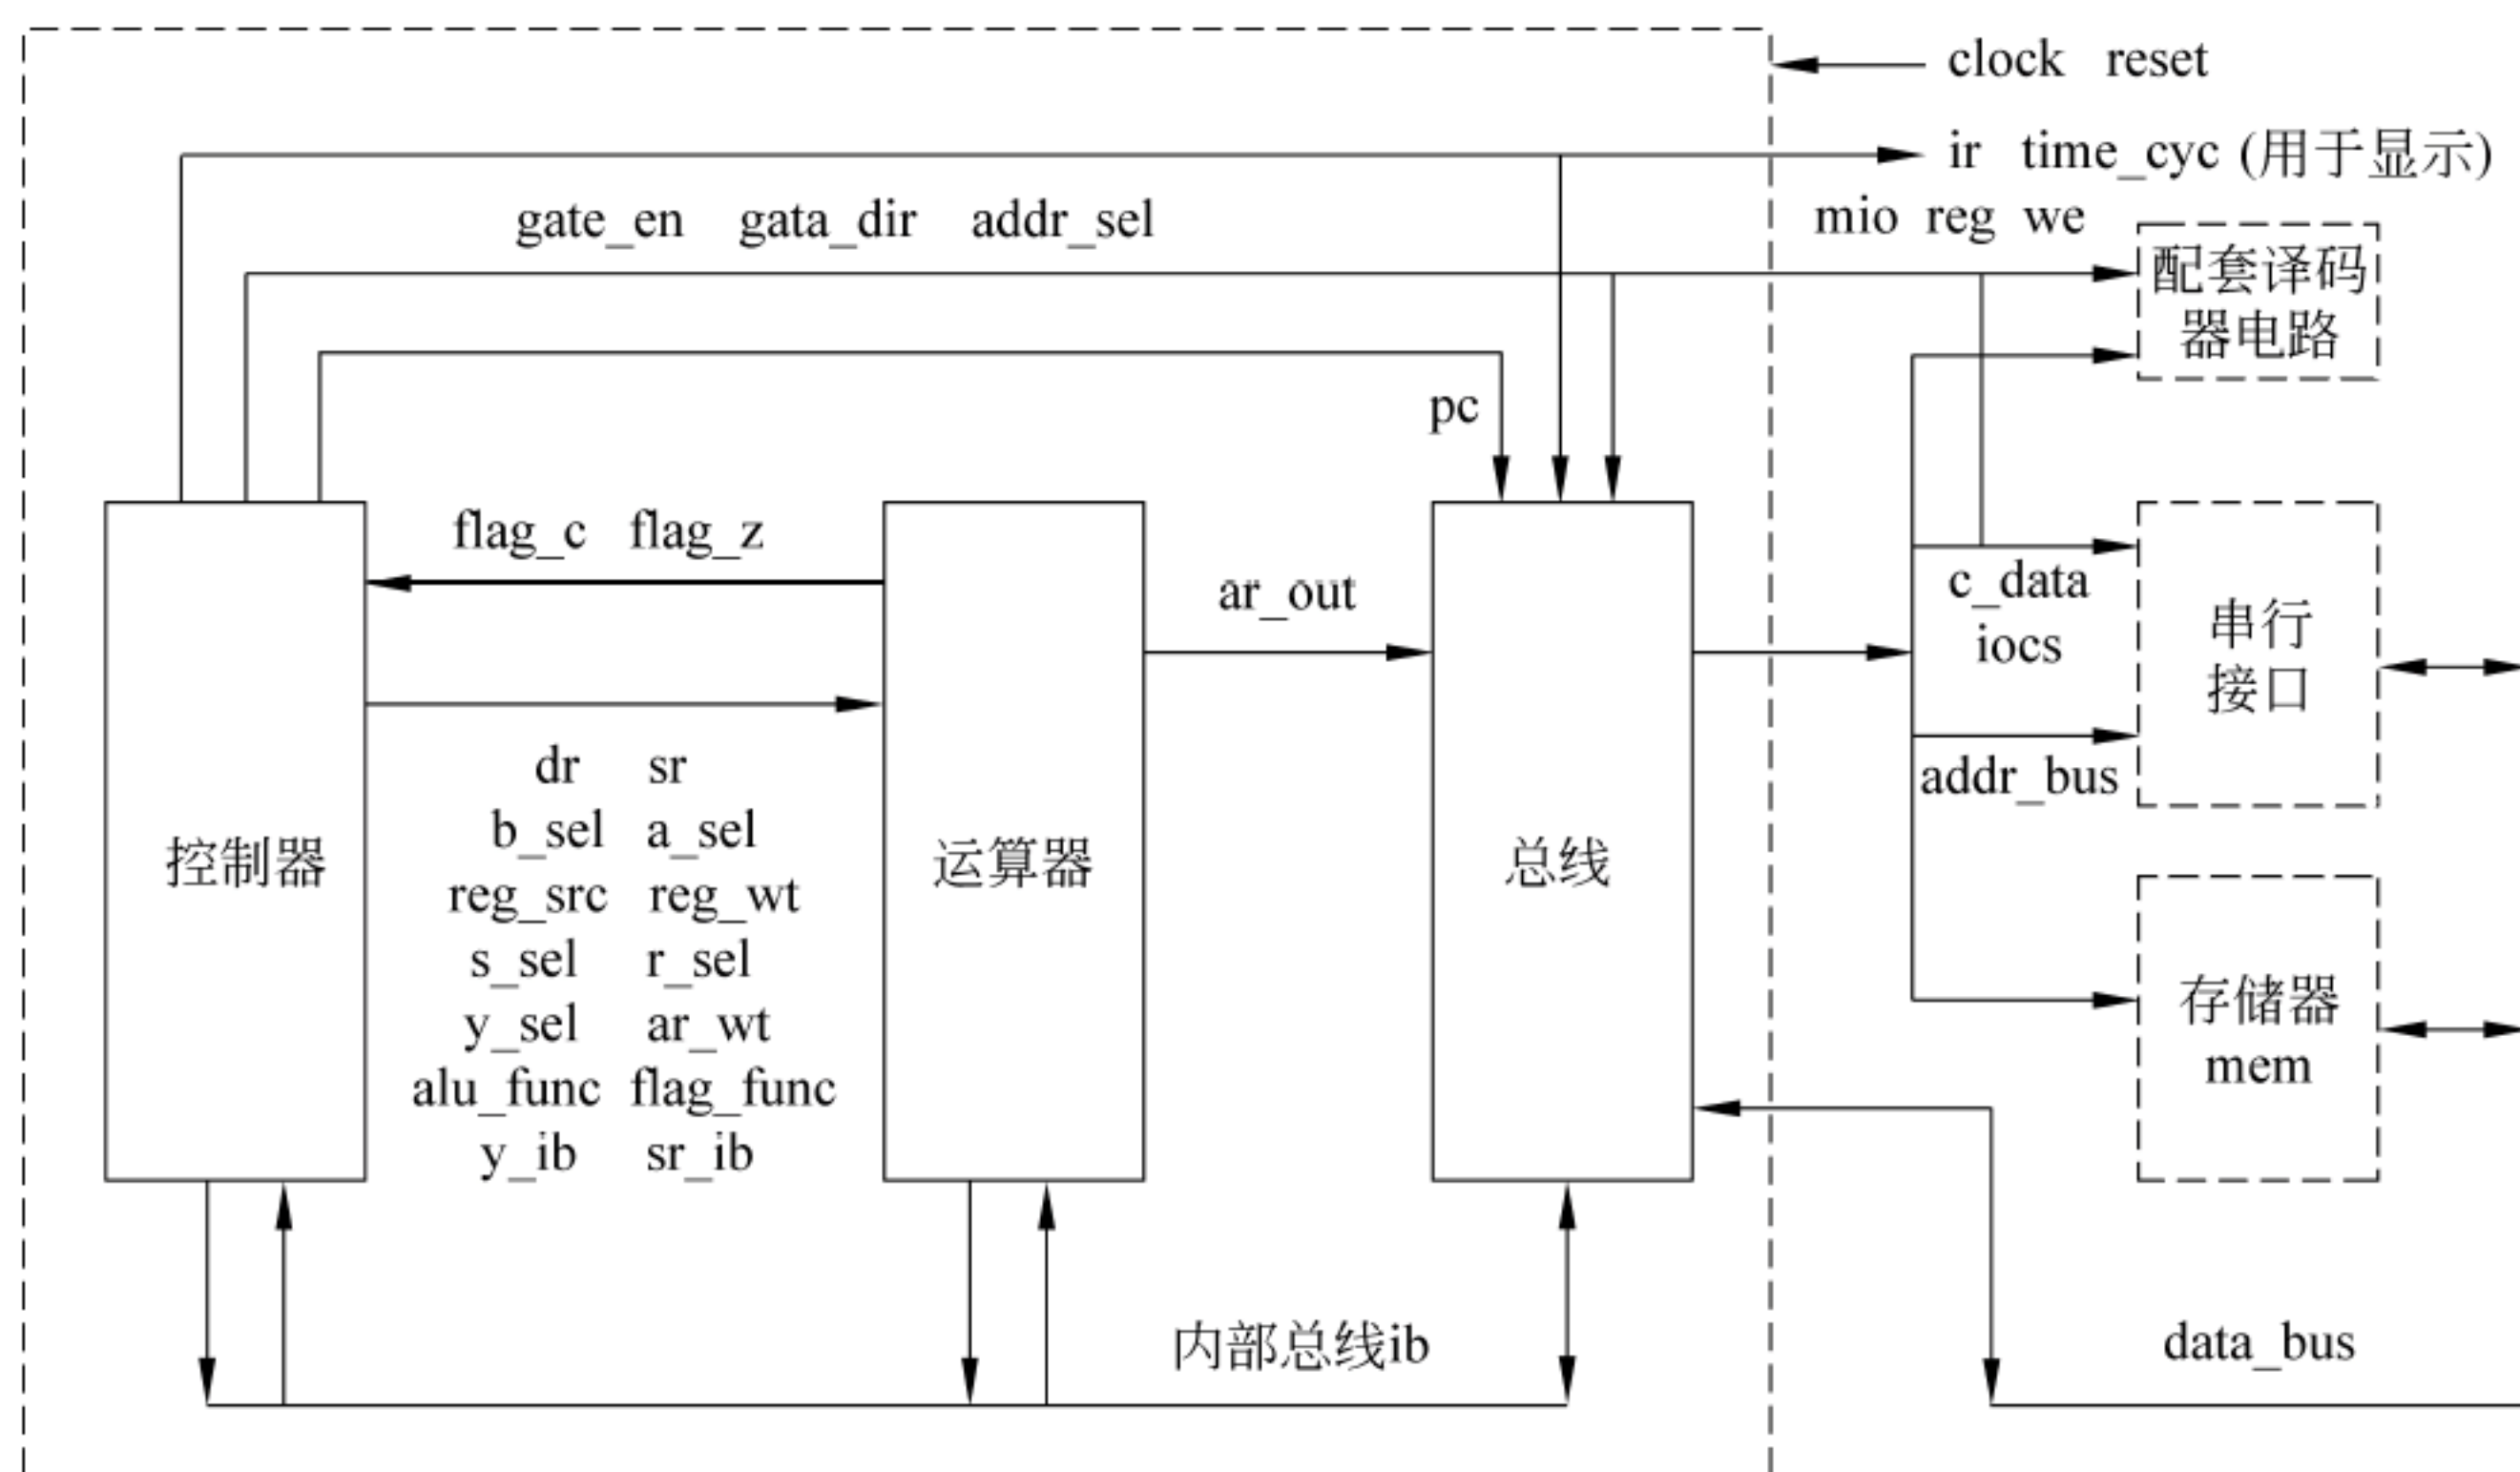 clock reset
ir time_cyc (用于显示)
mio reg we
gate_en gata_dir addr_sel
配套译码
器电路
pc
flag_c flag_z
ar_out
c_data
iocs
串行
接口
addr_bus
dr sr
b_sel a_sel
reg_src reg_wt
s_sel r_sel
y_sel ar_wt
alu_func flag_func
y_ib sr_ib
控制器
运算器
总线
存储器
mem
内部总线ib
data_bus